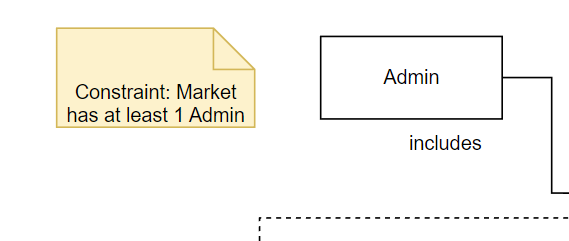 Constraint: Market
has at least 1 Admin
Admin
includes